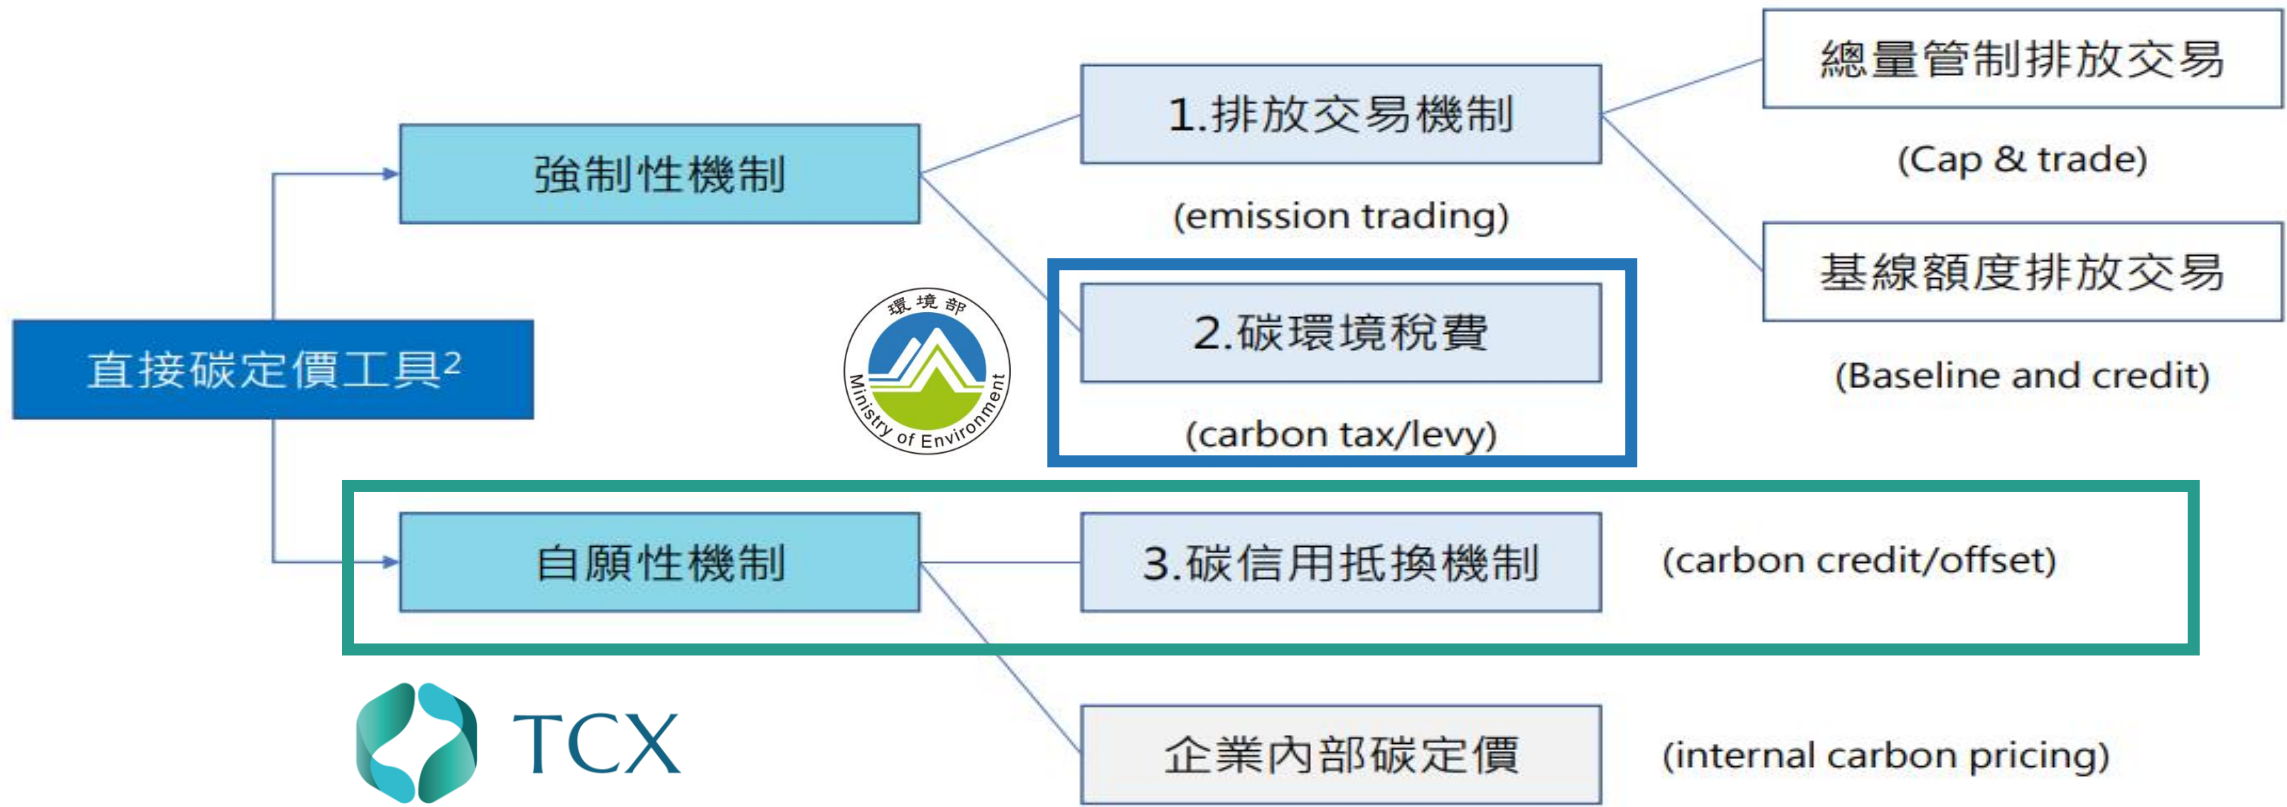 總量管制排放交易
(Cap & trade)
1.排放交易機制
(emission trading)
強制性機制
基線額度排放交易
(Baseline and credit)
環境部
Ministry of Environment
2.碳環境稅費
(carbon tax/levy)
直接碳定價工具²
自願性機制
3.碳信用抵換機制
(carbon credit/offset)
TCX
企業內部碳定價
(internal carbon pricing)